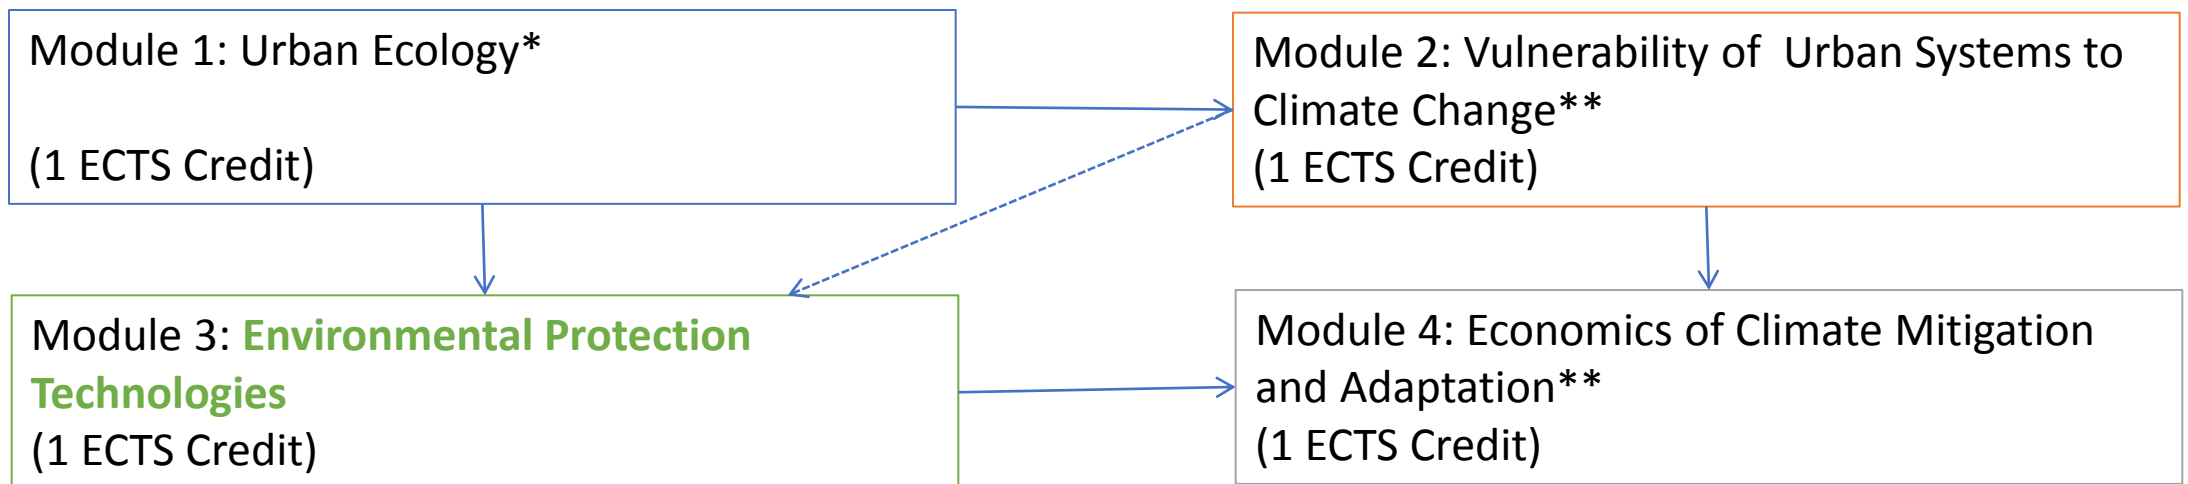 Module 1: Urban Ecology*
(1 ECTS Credit)
Module 2: Vulnerability of Urban Systems to
Climate Change**
(1 ECTS Credit)
Module 3: Environmental Protection
Technologies
(1 ECTS Credit)
Module 4: Economics of Climate Mitigation
and Adaptation**
(1 ECTS Credit)